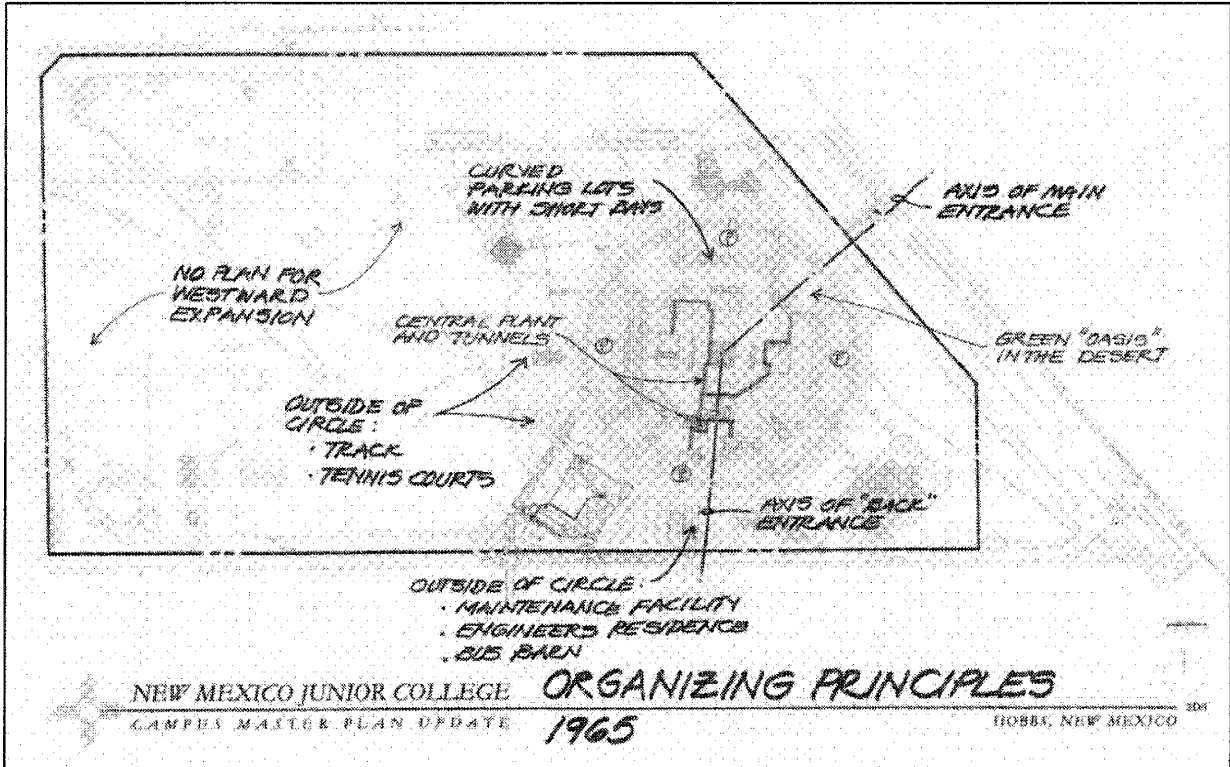 CURVED
PARKING LOTS
WITH SHORT BAYS
AXIS OF MAIN
ENTRANCE
NO PLAN FOR
WESTWARD
EXPANSION
CENTRAL PLANT
AND TUNNELS
GREEN "OASIS"
IN THE DESERT
OUTSIDE OF
CIRCLE:
· TRACK
· TENNIS COURTS
P
P
P
P
AXIS OF "BACK"
ENTRANCE
OUTSIDE OF CIRCLE:
· MAINTENANCE FACILITY
· ENGINEERS RESIDENCE
· BUS BARN
NEW MEXICO JUNIOR COLLEGE
CAMPUS MASTER PLAN UPDATE
ORGANIZING PRINCIPLES
1965
HOBBS, NEW MEXICO